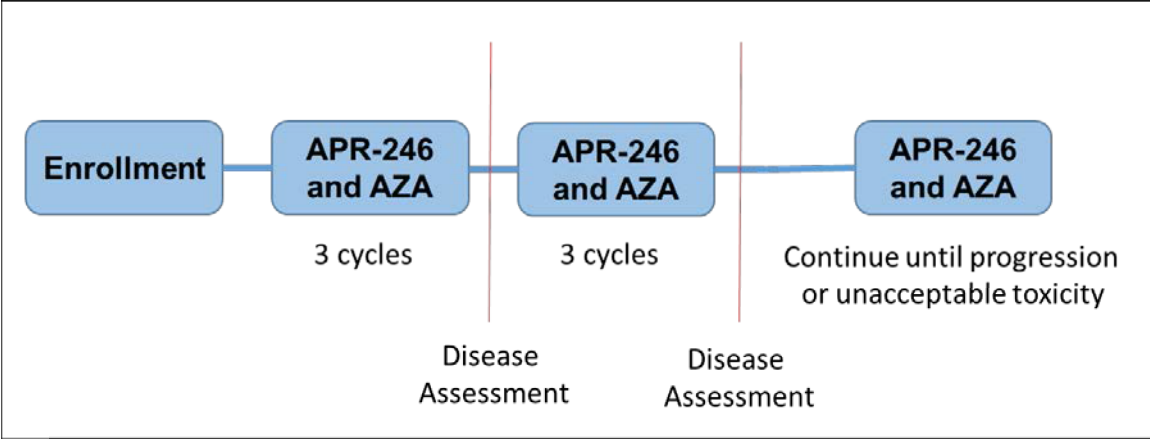 Enrollment
APR-246
and AZA
3 cycles
Disease
Assessment
APR-246
and AZA
3 cycles
Disease
Assessment
APR-246
and AZA
Continue until progression
or unacceptable toxicity